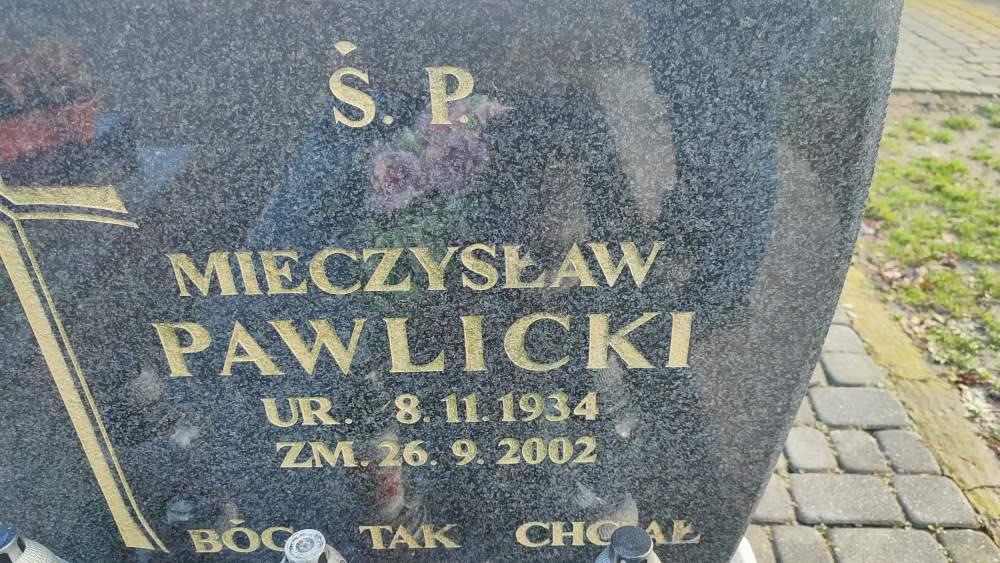 Ś. P.
MIECZYSŁAW
PAWLICKI
UR. 8.11.1934
ZM. 26.9.2002
BÓG TAK CHCIAŁ